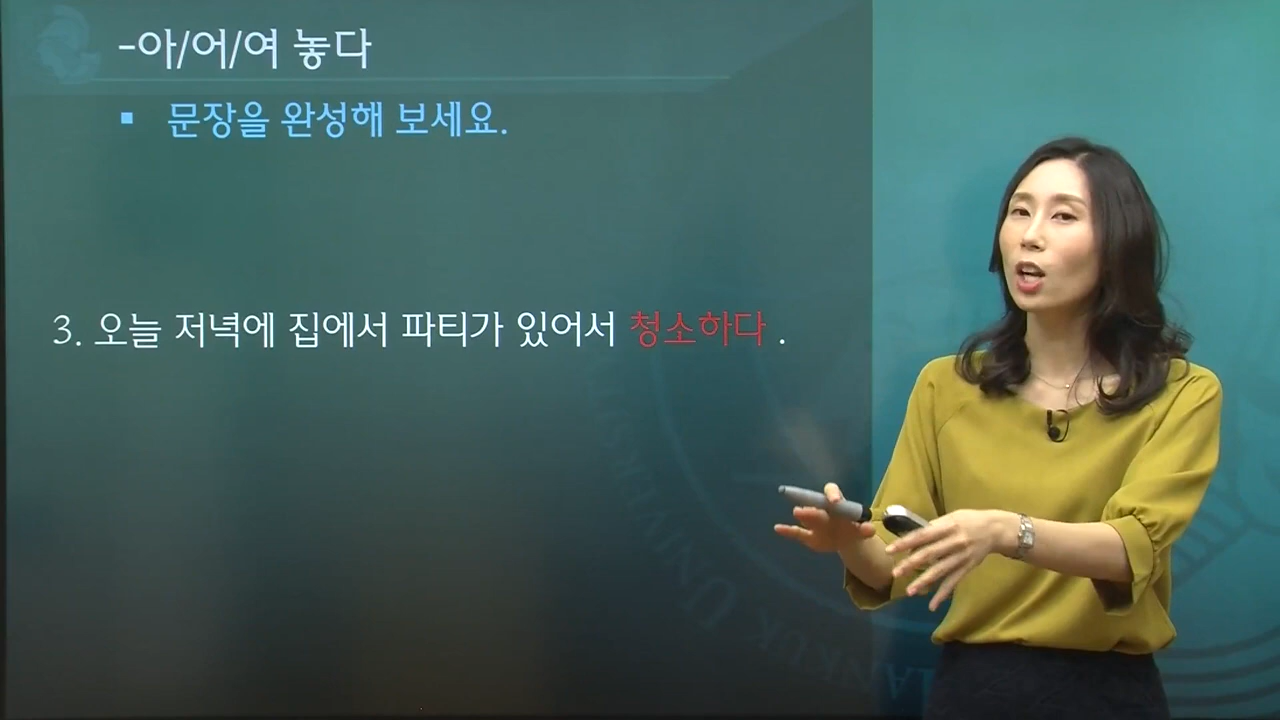 -아/어/여 놓다
▪ 문장을 완성해 보세요.
3. 오늘 저녁에 집에서 파티가 있어서 청소하다 .